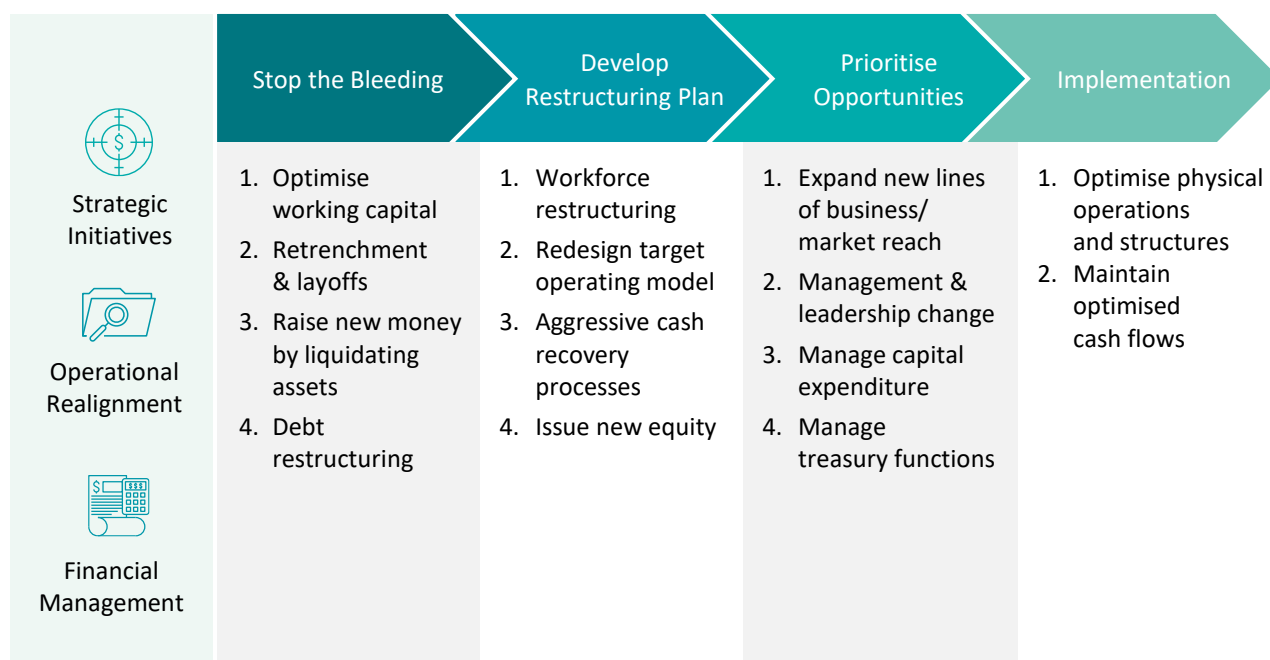 Stop the Bleeding
Develop
Restructuring Plan
Prioritise
Opportunities
Implementation
Strategic
Initiatives
Operational
Realignment
Financial
Management
1. Optimise
working capital
2. Retrenchment
& layoffs
3. Raise new money
by liquidating
assets
4. Debt
restructuring
1. Workforce
restructuring
2. Redesign target
operating model
3. Aggressive cash
recovery
processes
4. Issue new equity
1. Expand new lines
of business/
market reach
2. Management &
leadership change
3. Manage capital
expenditure
4. Manage
treasury functions
1. Optimise physical
operations
and structures
2. Maintain
optimised
cash flows
$
$
$$$